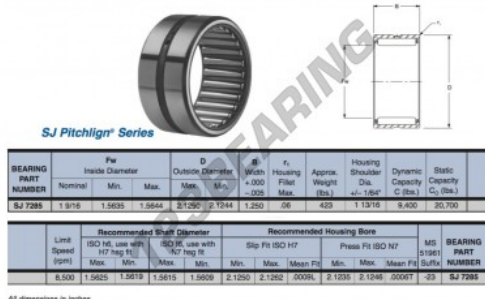 B
r₁
Fw
D
SJ Pitchlign® Series
VIP3BEARING
BEARING PART NUMBER
Fw Inside Diameter
D Outside Diameter
B Width +.000 -.005
rₛ Housing Fillet Max.
Approx. Weight (lbs.)
Housing Shoulder Dia. +/- 1/64"
Dynamic Capacity C (lbs.)
Static Capacity C₀ (lbs.)
Nominal Min. Max. Max. Min.
SJ 7285 1 9/16 1.5635 1.5644 2.1250 2.1244 1.250 .06 .423 1 13/16 9,400 20,700
Limit Speed (rpm)
Recommended Shaft Diameter
Recommended Housing Bore
MS 51961 Suffix
BEARING PART NUMBER
ISO h6, use with H7 hsg fit
ISO f6, use with N7 hsg fit
Slip Fit ISO H7
Press Fit ISO N7
Max. Min. Max. Min. Min. Max. Mean Fit Min. Max. Mean Fit
8,500 1.5625 1.5619 1.5615 1.5609 2.1250 2.1262 .0009L 2.1235 2.1246 .0006T -23 SJ 7285
All dimensions in inches